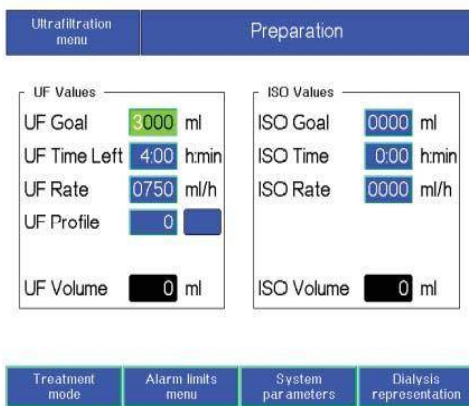 Ultrafiltration
menu
Preparation
UF Values
UF Goal 3000 ml
UF Time Left 4:00 h:min
UF Rate 0750 ml/h
UF Profile 0
UF Volume 0 ml
ISO Values
ISO Goal 0000 ml
ISO Time 0:00 h:min
ISO Rate 0000 ml/h
ISO Volume 0 ml
Treatment
mode
Alarm limits
menu
System
parameters
Dialysis
representation